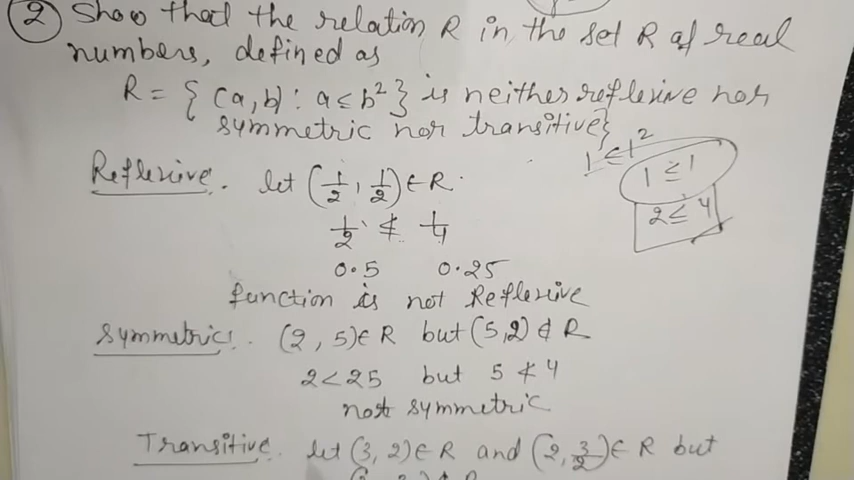 ② Show that the relation R in the set R of real
numbers, defined as
R = { (a,b) : a ≤ b² } is neither reflexive nor
symmetric nor transitive}
1 ≤ 1²
1 ≤ 1
2 ≤ 4
Reflexive. let (1/2, 1/2) ∈ R.
1/2 ≰ 1/4
0.5 0.25
function is not Reflexive
Symmetric. (2, 5) ∈ R but (5,2) ∉ R
2 < 25 but 5 ≮ 4
not symmetric
Transitive. let (3, 2) ∈ R and (2, 3/2) ∈ R but